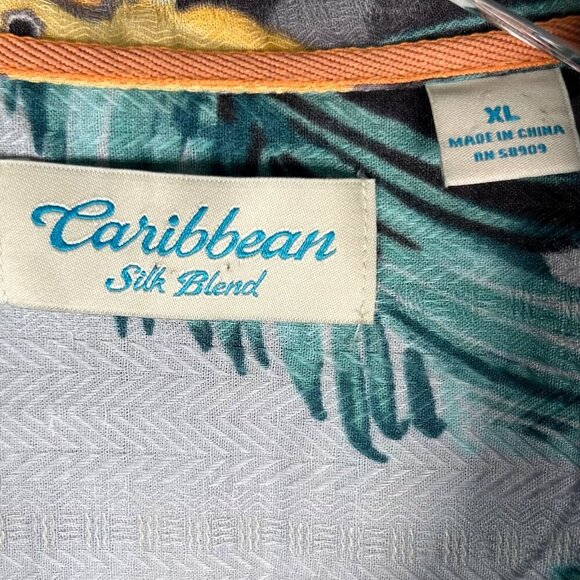 Caribbean
Silk Blend
XL
MADE IN CHINA
RN 58909